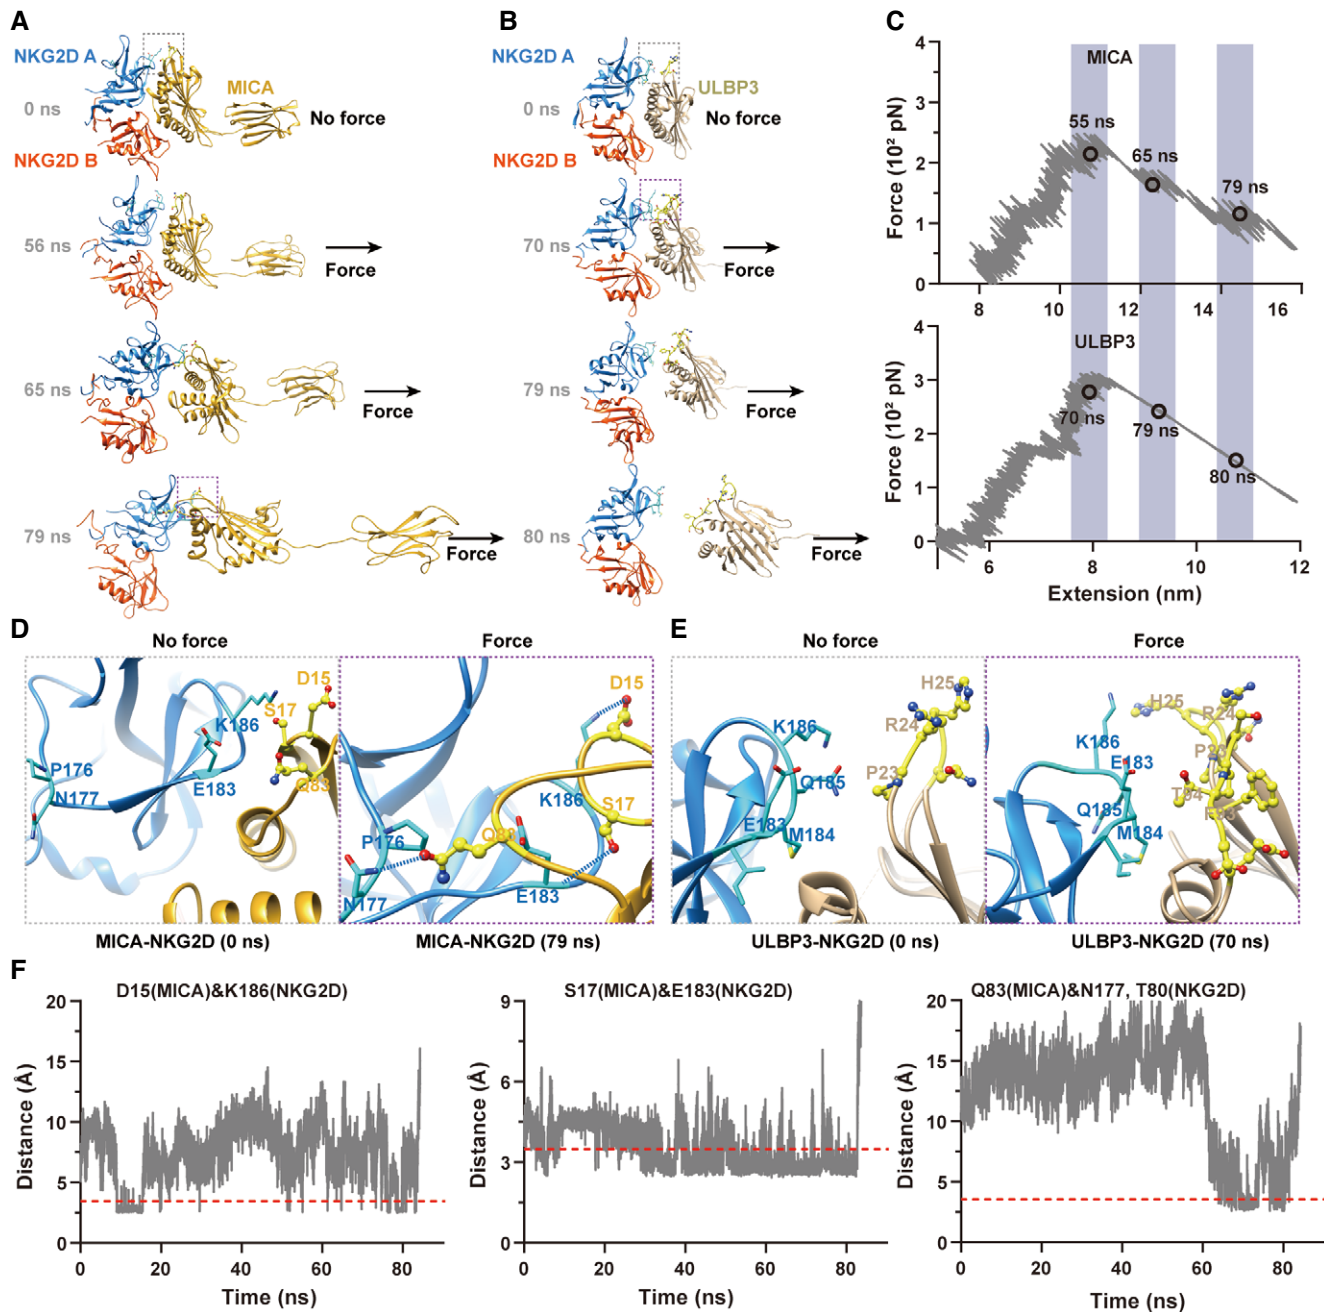 A
NKG2D A
MICA
0 ns
No force
NKG2D B
56 ns
Force
65 ns
Force
79 ns
Force
B
NKG2D A
ULBP3
0 ns
No force
NKG2D B
70 ns
Force
79 ns
Force
80 ns
Force
C
MICA
55 ns
65 ns
79 ns
Force (10² pN)
4
3
2
1
0
8 10 12 14 16
ULBP3
70 ns
79 ns
80 ns
Force (10² pN)
4
3
2
1
0
6 8 10 12
Extension (nm)
D
No force
Force
D15
S17
K186
P176
N177
E183
Q83
D15
K186
S17
P176
N177
E183
MICA-NKG2D (0 ns)
MICA-NKG2D (79 ns)
E
No force
Force
H25
K186
R24
P23
Q185
E183
M184
H25
R24
K186
E183
Q185
M184
ULBP3-NKG2D (0 ns)
ULBP3-NKG2D (70 ns)
F
D15(MICA)&K186(NKG2D)
Distance (Å)
20
15
10
5
0
0 20 40 60 80
Time (ns)
S17(MICA)&E183(NKG2D)
Distance (Å)
9
6
3
0
0 20 40 60 80
Time (ns)
Q83(MICA)&N177, T80(NKG2D)
Distance (Å)
20
15
10
5
0
0 20 40 60 80
Time (ns)